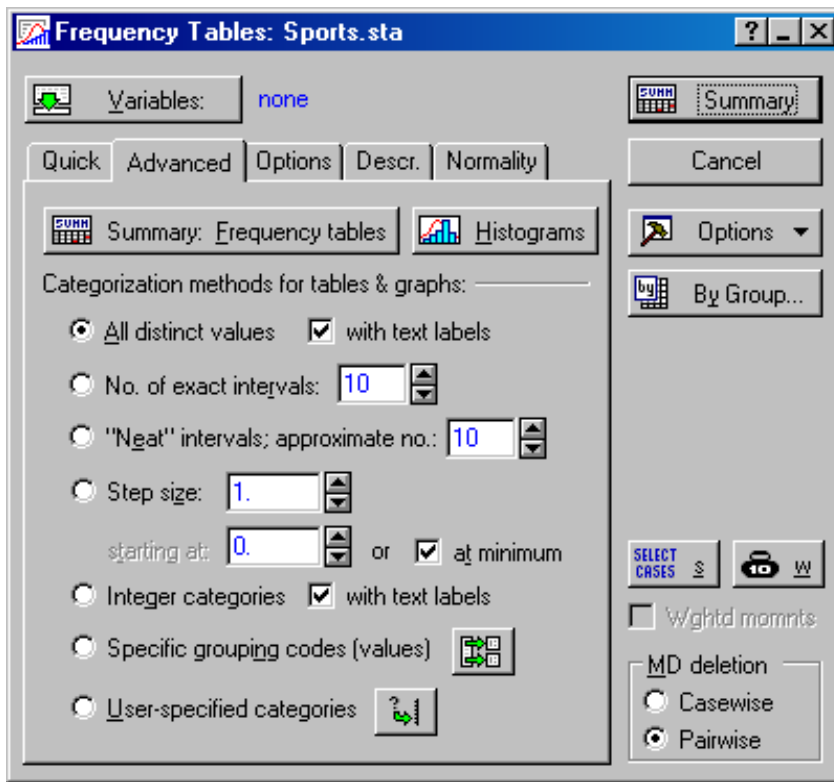 Frequency Tables: Sports.sta
Variables: none
Summary
Quick Advanced Options Descr. Normality
Cancel
SUMM Summary: Frequency tables Histograms
Options
Categorization methods for tables & graphs:
by By Group...
All distinct values with text labels
No. of exact intervals: 10
"Neat" intervals; approximate no.: 10
Step size: 1.
starting at: 0. or at minimum
SELECT CASES S 10 W
Integer categories with text labels
Wghtd momnts
Specific grouping codes (values)
MD deletion
User-specified categories
Casewise
Pairwise